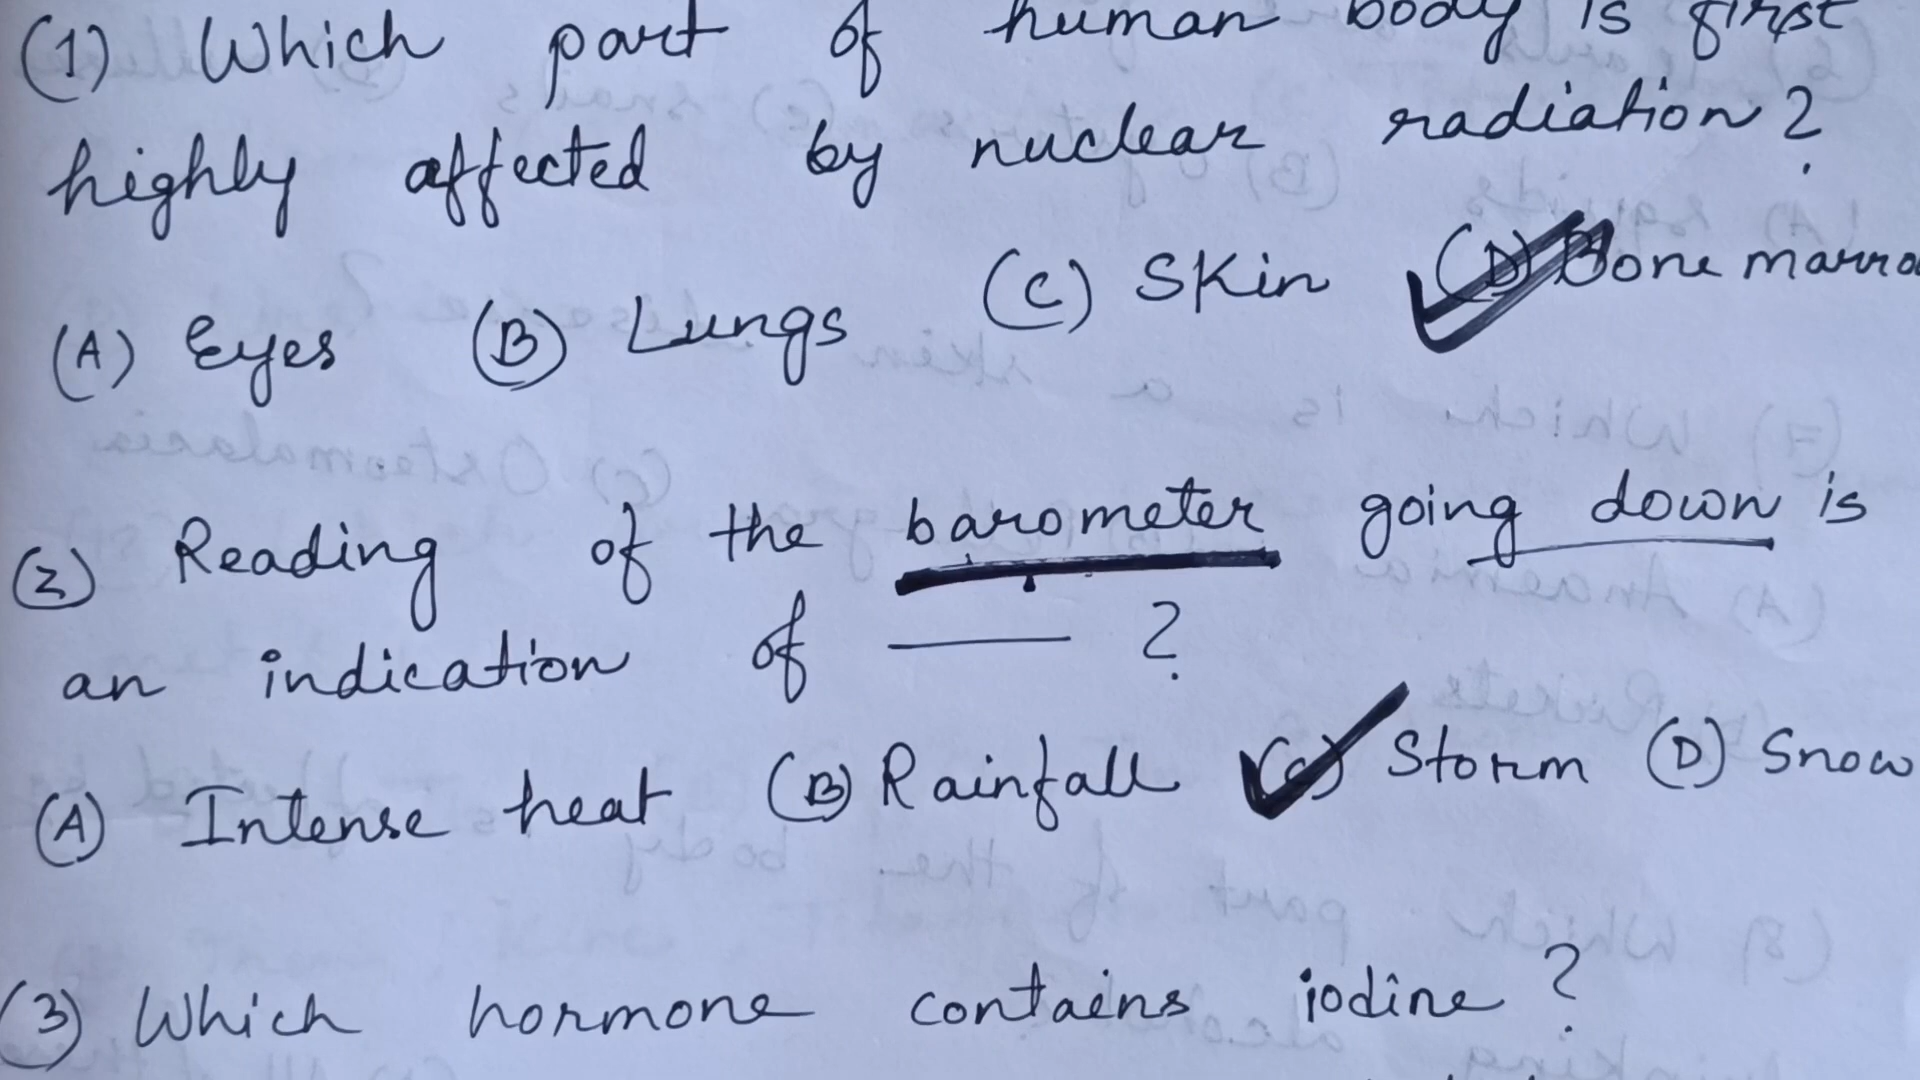 (1) Which part of human body is first
highly affected by nuclear radiation?
(A) Eyes (B) Lungs (C) Skin (D) Bone marro
(2) Reading of the barometer going down is
an indication of ——— ?
(A) Intense heat (B) Rainfall (C) Storm (D) Snow
(3) Which hormone contains iodine?